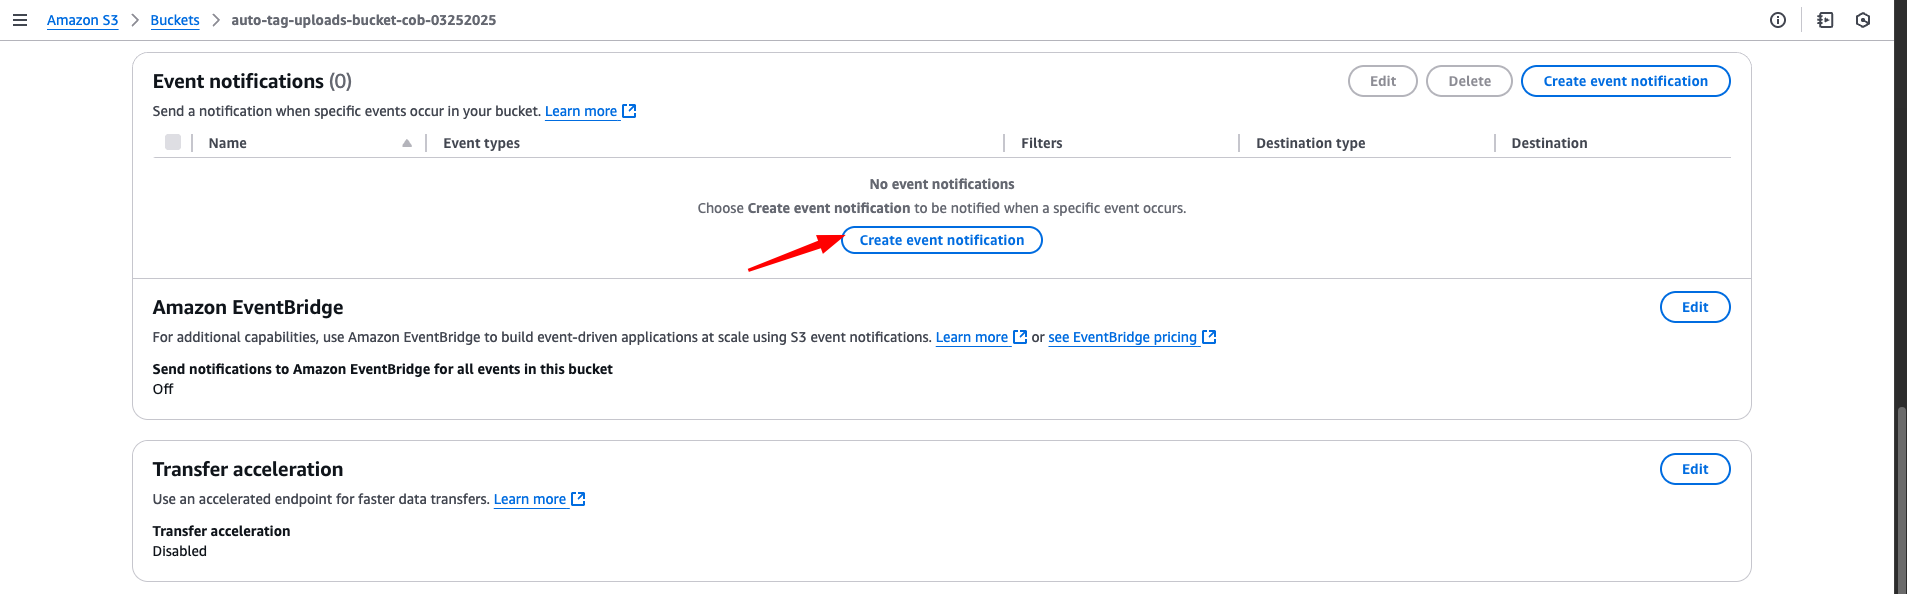 Amazon S3 > Buckets > auto-tag-uploads-bucket-cob-03252025
Event notifications (0)
Edit Delete Create event notification
Send a notification when specific events occur in your bucket. Learn more
Name Event types Filters Destination type Destination
No event notifications
Choose Create event notification to be notified when a specific event occurs.
Create event notification
Amazon EventBridge
Edit
For additional capabilities, use Amazon EventBridge to build event-driven applications at scale using S3 event notifications. Learn more or see EventBridge pricing
Send notifications to Amazon EventBridge for all events in this bucket
Off
Transfer acceleration
Edit
Use an accelerated endpoint for faster data transfers. Learn more
Transfer acceleration
Disabled